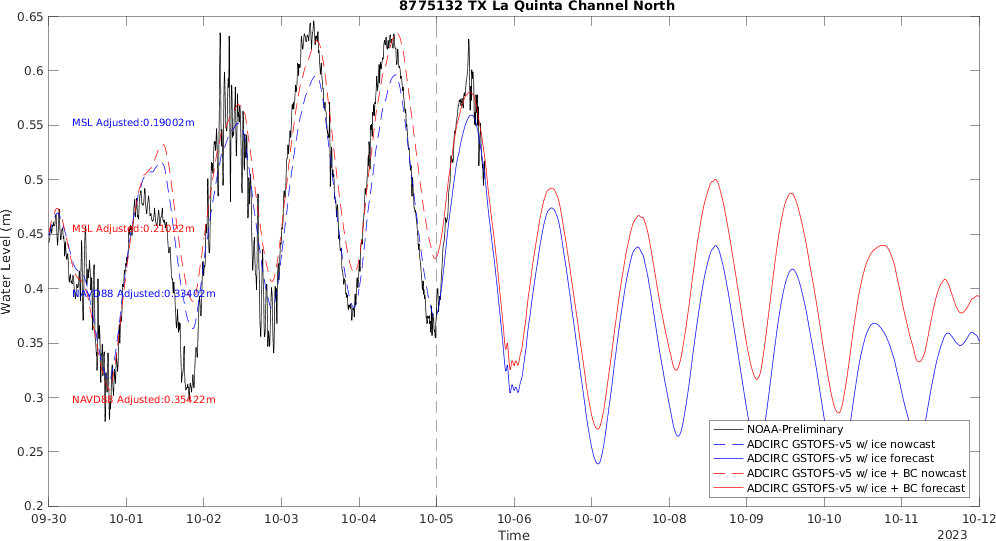 8775132 TX La Quinta Channel North
Water Level (m)
0.65
0.6
0.55
0.5
0.45
0.4
0.35
0.3
0.25
0.2
MSL Adjusted:0.19002m
MSL Adjusted:0.21022m
NAVD88 Adjusted:0.33402m
NAVD88 Adjusted:0.35422m
NOAA-Preliminary
ADCIRC GSTOFS-v5 w/ ice nowcast
ADCIRC GSTOFS-v5 w/ ice forecast
ADCIRC GSTOFS-v5 w/ ice + BC nowcast
ADCIRC GSTOFS-v5 w/ ice + BC forecast
09-30 10-01 10-02 10-03 10-04 10-05 10-06 10-07 10-08 10-09 10-10 10-11 10-12
Time
2023